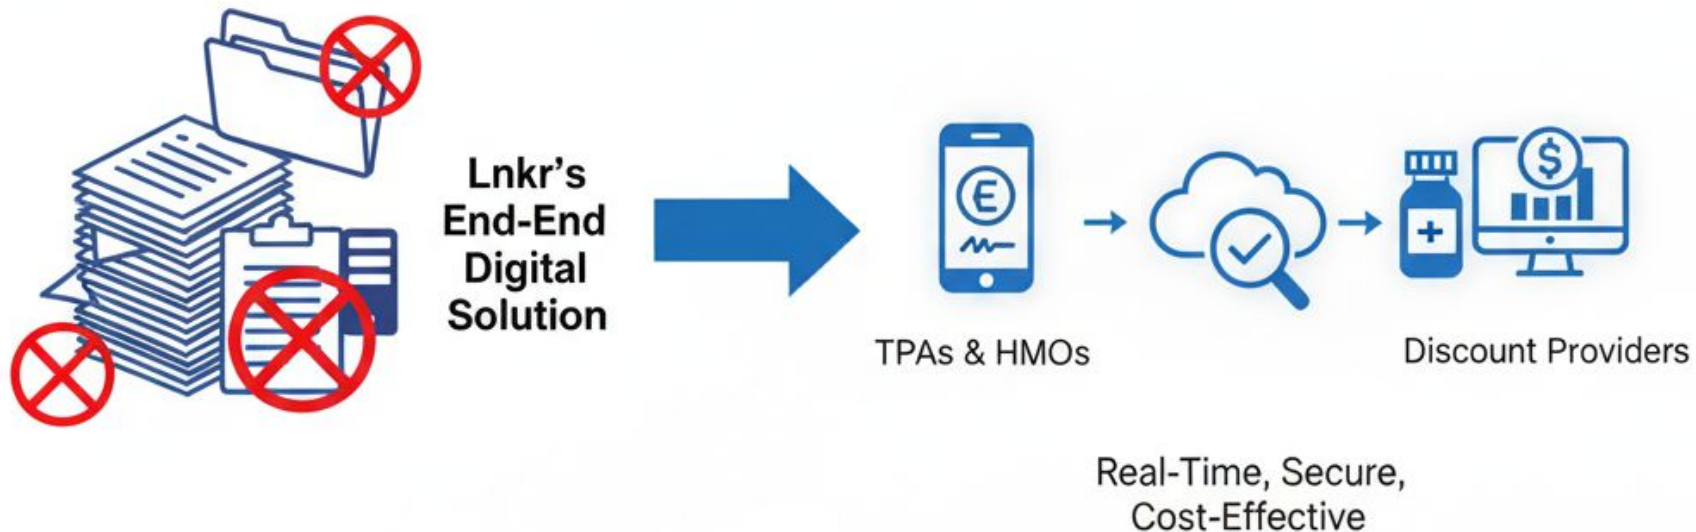 Lnkr's
End-End
Digital
Solution
E
$
TPAs & HMOs
Discount Providers
Real-Time, Secure,
Cost-Effective